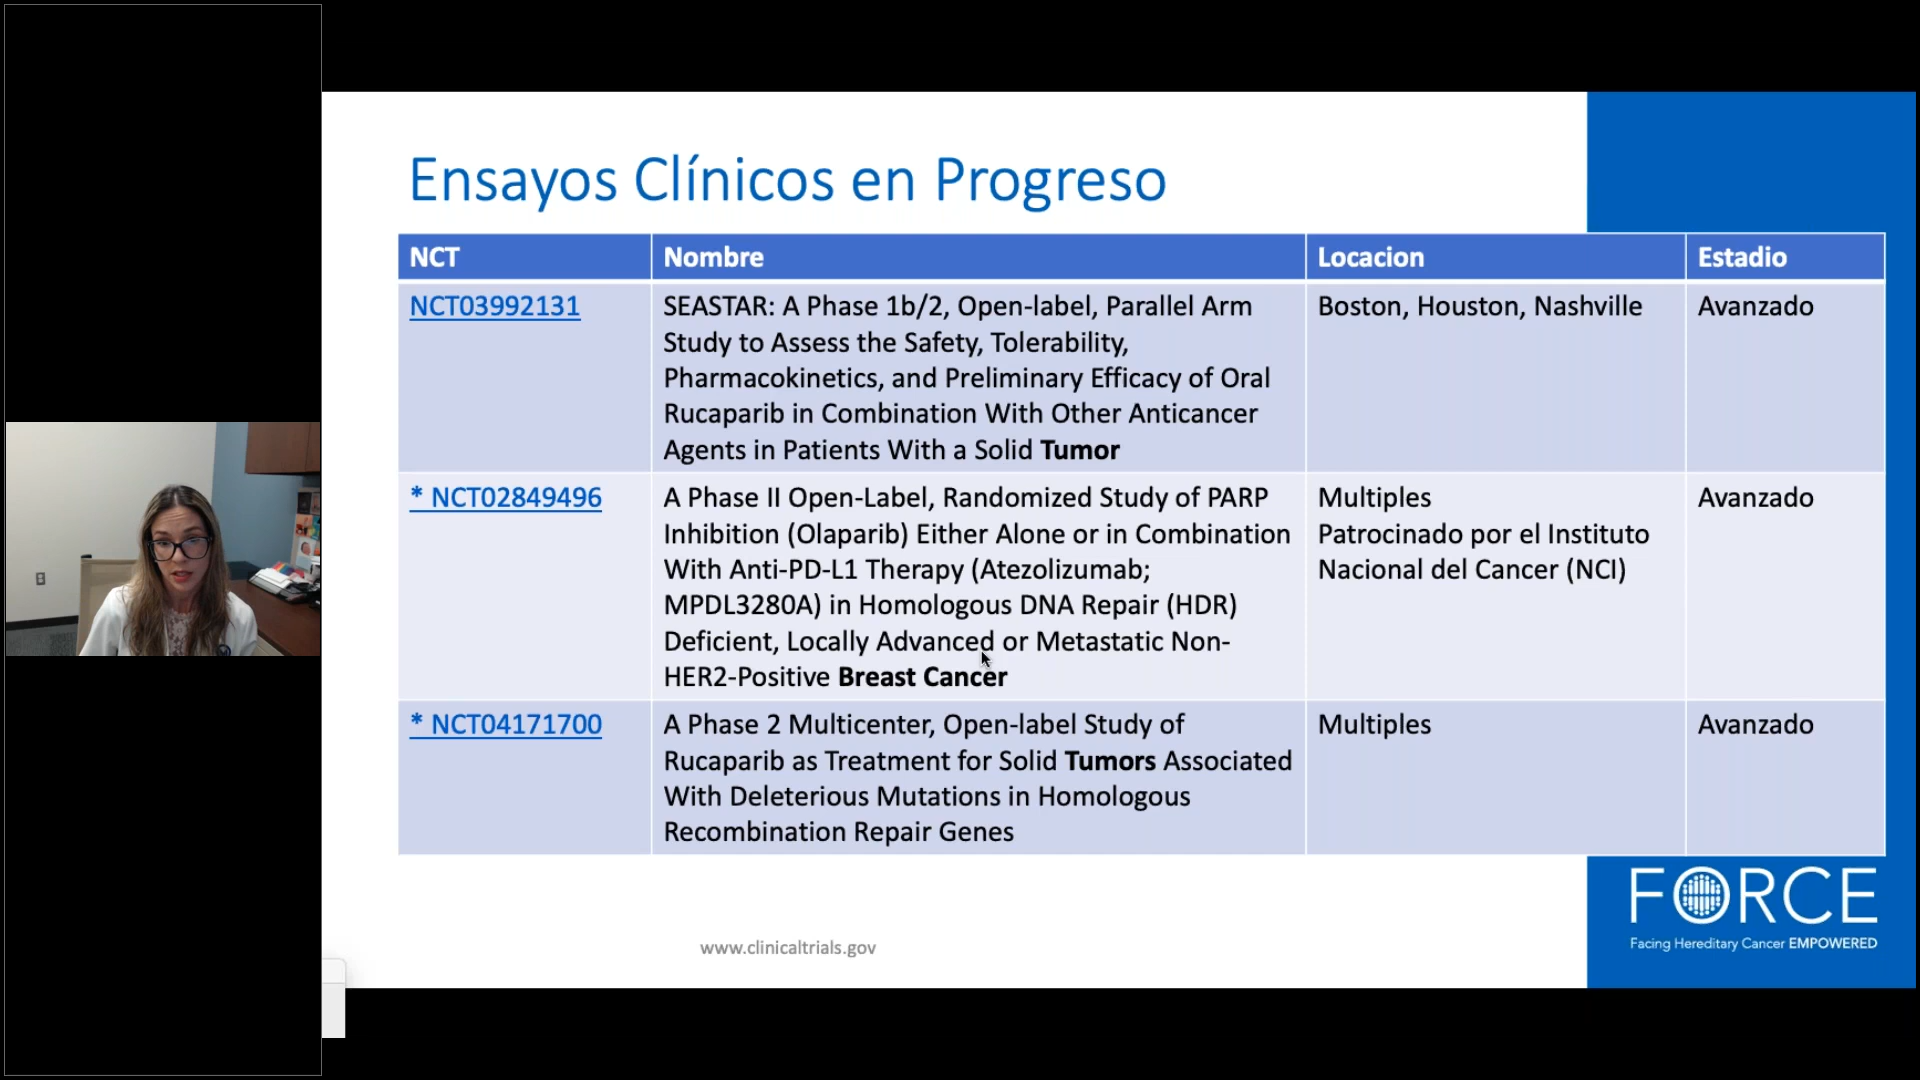 Ensayos Clínicos en Progreso
NCT
Nombre
Locacion
Estadio
NCT03992131
SEASTAR: A Phase 1b/2, Open-label, Parallel Arm
Study to Assess the Safety, Tolerability,
Pharmacokinetics, and Preliminary Efficacy of Oral
Rucaparib in Combination With Other Anticancer
Agents in Patients With a Solid Tumor
Boston, Houston, Nashville
Avanzado
* NCT02849496
A Phase II Open-Label, Randomized Study of PARP
Inhibition (Olaparib) Either Alone or in Combination
With Anti-PD-L1 Therapy (Atezolizumab;
MPDL3280A) in Homologous DNA Repair (HDR)
Deficient, Locally Advanced or Metastatic Non-
HER2-Positive Breast Cancer
Multiples
Patrocinado por el Instituto
Nacional del Cancer (NCI)
Avanzado
* NCT04171700
A Phase 2 Multicenter, Open-label Study of
Rucaparib as Treatment for Solid Tumors Associated
With Deleterious Mutations in Homologous
Recombination Repair Genes
Multiples
Avanzado
www.clinicaltrials.gov
FORCE
Facing Hereditary Cancer EMPOWERED